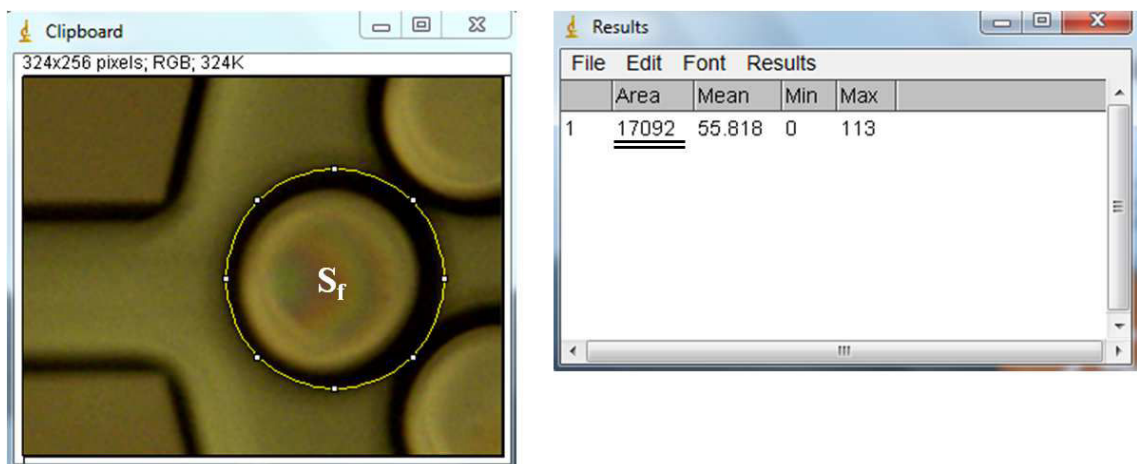 Clipboard
324x256 pixels; RGB; 324K
Sf
Results
File Edit Font Results
Area Mean Min Max
1 17092 55.818 0 113